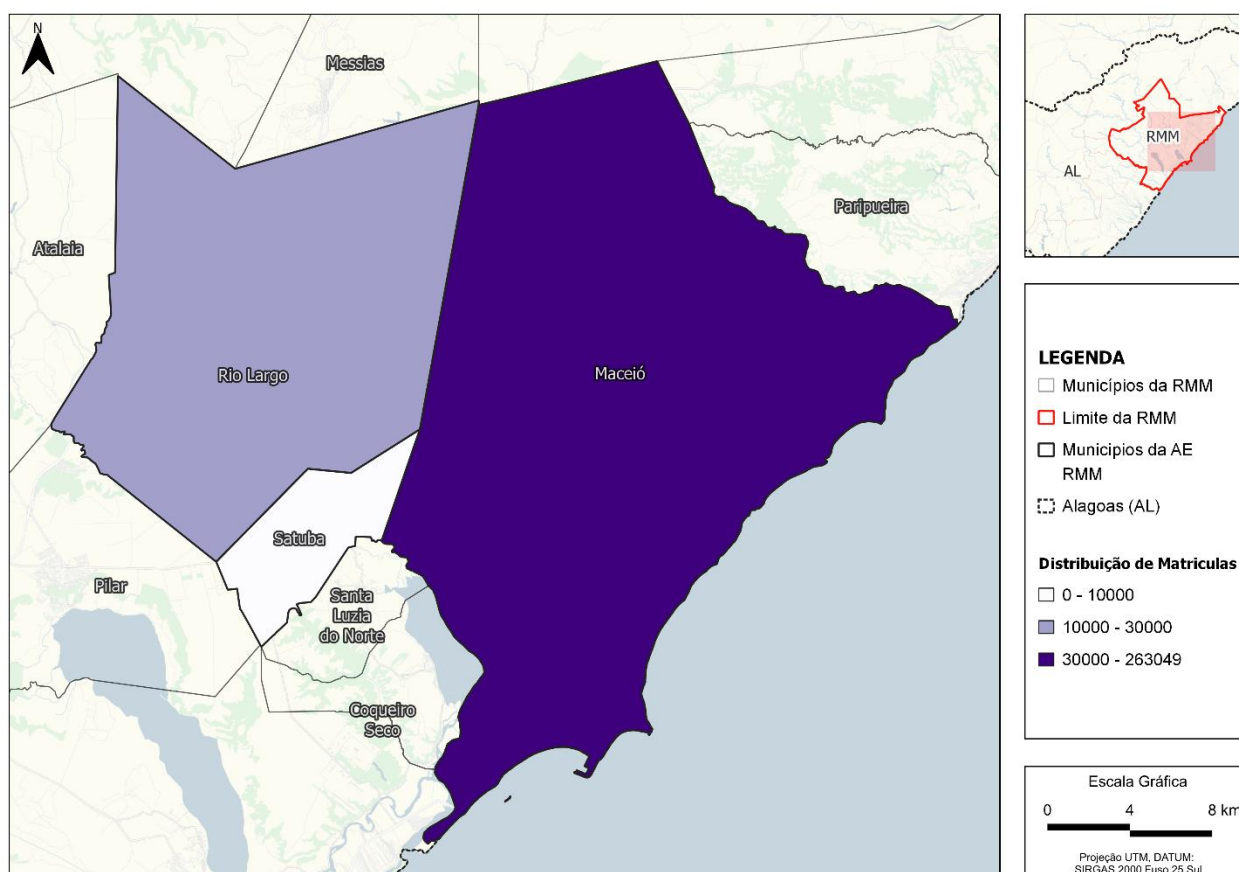 N
Messias
Paripueira
Atalaia
Rio Largo
Maceió
Satuba
Pilar
Santa
Luzia
do Norte
Coqueiro
Seco
RMM
AL
LEGENDA
Municípios da RMM
Limite da RMM
Municipios da AE
RMM
Alagoas (AL)
Distribuição de Matriculas
0 - 10000
10000 - 30000
30000 - 263049
Escala Gráfica
0 4 8 km
Projeção UTM, DATUM:
SIRGAS 2000 Fuso 25 Sul